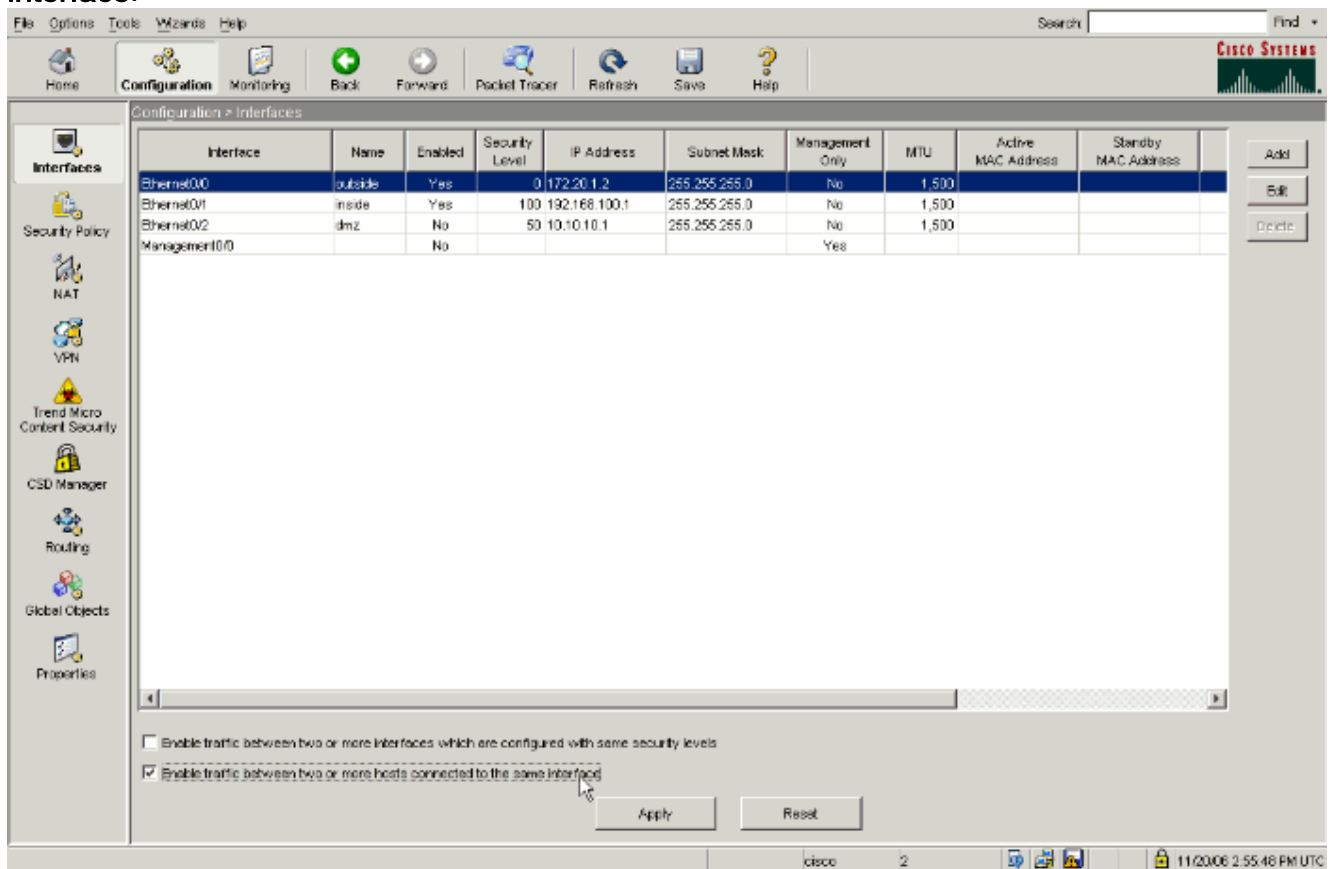 interface.
File Options Tools Wizards Help Search: Find
Home Configuration Monitoring Back Forward Packet Tracer Refresh Save Help
CISCO SYSTEMS
Configuration > Interfaces
Interfaces
Security Policy
NAT
VPN
Trend Micro
Content Security
CSD Manager
Routing
Global Objects
Properties
Interface Name Enabled Security Level IP Address Subnet Mask Management Only MTU Active MAC Address Standby MAC Address
Ethernet0/0 outside Yes 0 172.20.1.2 255.255.255.0 No 1,500
Ethernet0/1 inside Yes 100 192.168.100.1 255.255.255.0 No 1,500
Ethernet0/2 dmz No 50 10.10.10.1 255.255.255.0 No 1,500
Management0/0 No Yes
Add
Edit
Delete
Enable traffic between two or more interfaces which are configured with same security levels
Enable traffic between two or more hosts connected to the same interface
Apply Reset
cisco 2 11/20/06 2:55:48 PM UTC